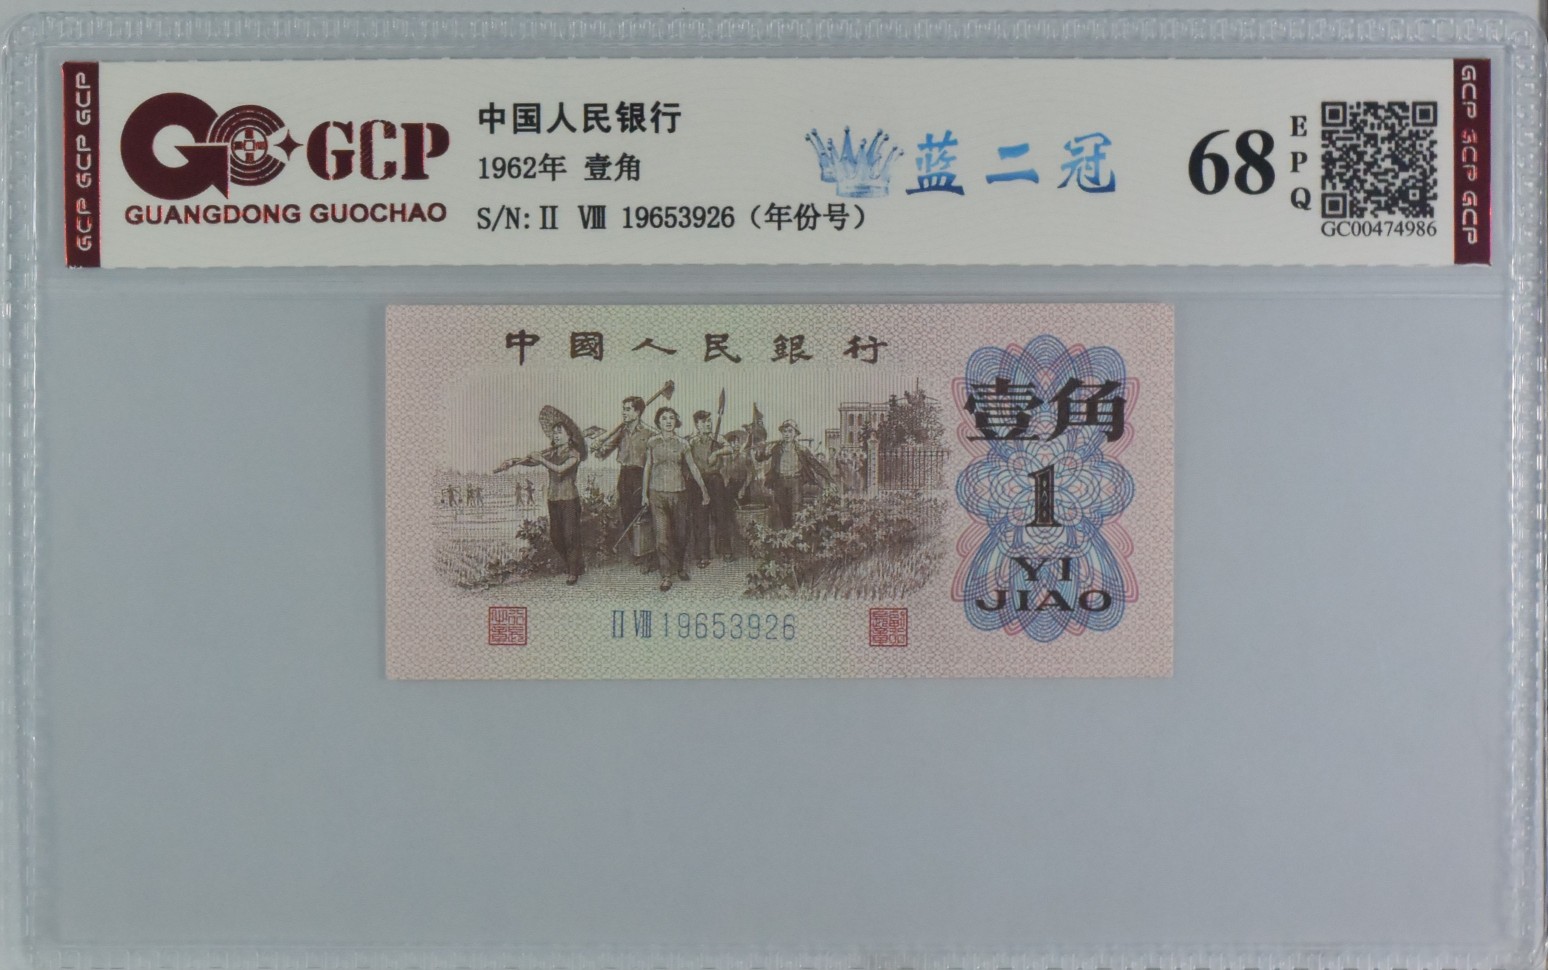 GCP GCP GCP
GCP
GUANGDONG GUOCHAO
中国人民银行
1962年 壹角
S/N: Ⅱ Ⅷ 19653926（年份号）
蓝二冠
68
EPQ
GC00474986
GCP GCP GCP
中國人民銀行
壹角
1
YI
JIAO
Ⅱ Ⅷ 19653926